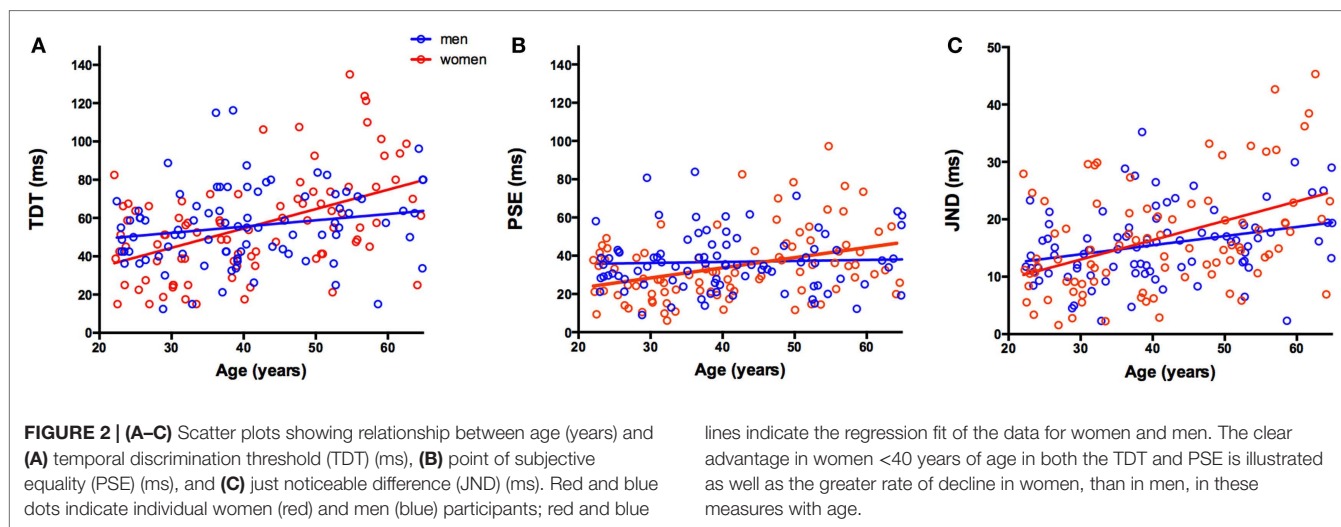 A
men
women
TDT (ms)
140
120
100
80
60
40
20
0
20 30 40 50 60
Age (years)
B
PSE (ms)
140
120
100
80
60
40
20
0
20 30 40 50 60
Age (years)
C
JND (ms)
50
40
30
20
10
0
20 30 40 50 60
Age (years)
FIGURE 2 | (A–C) Scatter plots showing relationship between age (years) and
(A) temporal discrimination threshold (TDT) (ms), (B) point of subjective
equality (PSE) (ms), and (C) just noticeable difference (JND) (ms). Red and blue
dots indicate individual women (red) and men (blue) participants; red and blue
lines indicate the regression fit of the data for women and men. The clear
advantage in women <40 years of age in both the TDT and PSE is illustrated
as well as the greater rate of decline in women, than in men, in these
measures with age.